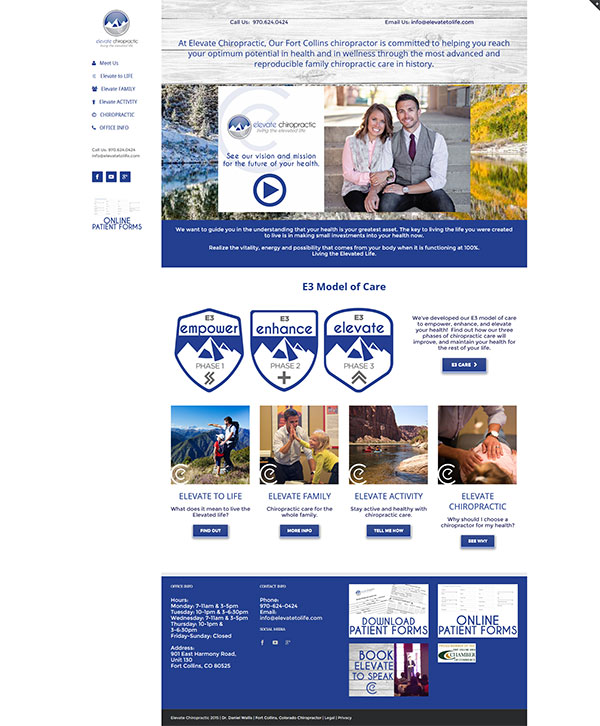 elevate chiropractic
living the elevated life
Meet Us
Elevate to LIFE
Elevate FAMILY
Elevate ACTIVITY
CHIROPRACTIC
OFFICE INFO
Call Us: 970.624.0424
info@elevatetolife.com
ONLINE
PATIENT FORMS
Call Us: 970.624.0424
Email Us: info@elevatetolife.com
At Elevate Chiropractic, Our Fort Collins chiropractor is committed to helping you reach
your optimum potential in health and in wellness through the most advanced and
reproducible family chiropractic care in history.
elevate chiropractic
living the elevated life
See our vision and mission
for the future of your health.
We want to guide you in the understanding that your health is your greatest asset. The key to living the life you were created
to live is in making small investments into your health now.
Realize the vitality, energy and possibility that comes from your body when it is functioning at 100%.
Living the Elevated Life.
E3 Model of Care
E3
empower
PHASE 1
E3
enhance
PHASE 2
E3
elevate
PHASE 3
We've developed our E3 model of care
to empower, enhance, and elevate
your health! Find out how our three
phases of chiropractic care will
improve, and maintain your health for
the rest of your life.
E3 CARE
ELEVATE TO LIFE
What does it mean to live the
Elevated life?
FIND OUT
ELEVATE FAMILY
Chiropractic care for the
whole family.
MORE INFO
ELEVATE ACTIVITY
Stay active and healthy with
chiropractic care.
TELL ME HOW
ELEVATE
CHIROPRACTIC
Why should I choose a
chiropractor for my health?
SEE WHY
OFFICE INFO
Hours:
Monday: 7-11am & 3-5pm
Tuesday: 10-1pm & 3-6:30pm
Wednesday: 7-11am & 3-5pm
Thursday: 10-1pm &
3-6:30pm
Friday-Sunday: Closed
Address:
901 East Harmony Road,
Unit 130
Fort Collins, CO 80525
CONTACT INFO
Phone:
970-624-0424
Email:
info@elevatetolife.com
SOCIAL MEDIA
DOWNLOAD
PATIENT FORMS
ONLINE
PATIENT FORMS
BOOK
ELEVATE
TO SPEAK
CHAMBER
Elevate Chiropractic 2015 | Dr. Daniel Wallis | Fort Collins, Colorado Chiropractor | Legal | Privacy